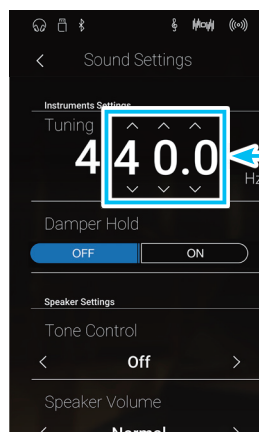 Sound Settings
Instruments Settings
Tuning
440.0
Hz
Damper Hold
OFF ON
Speaker Settings
Tone Control
< Off >
Speaker Volume
Normal